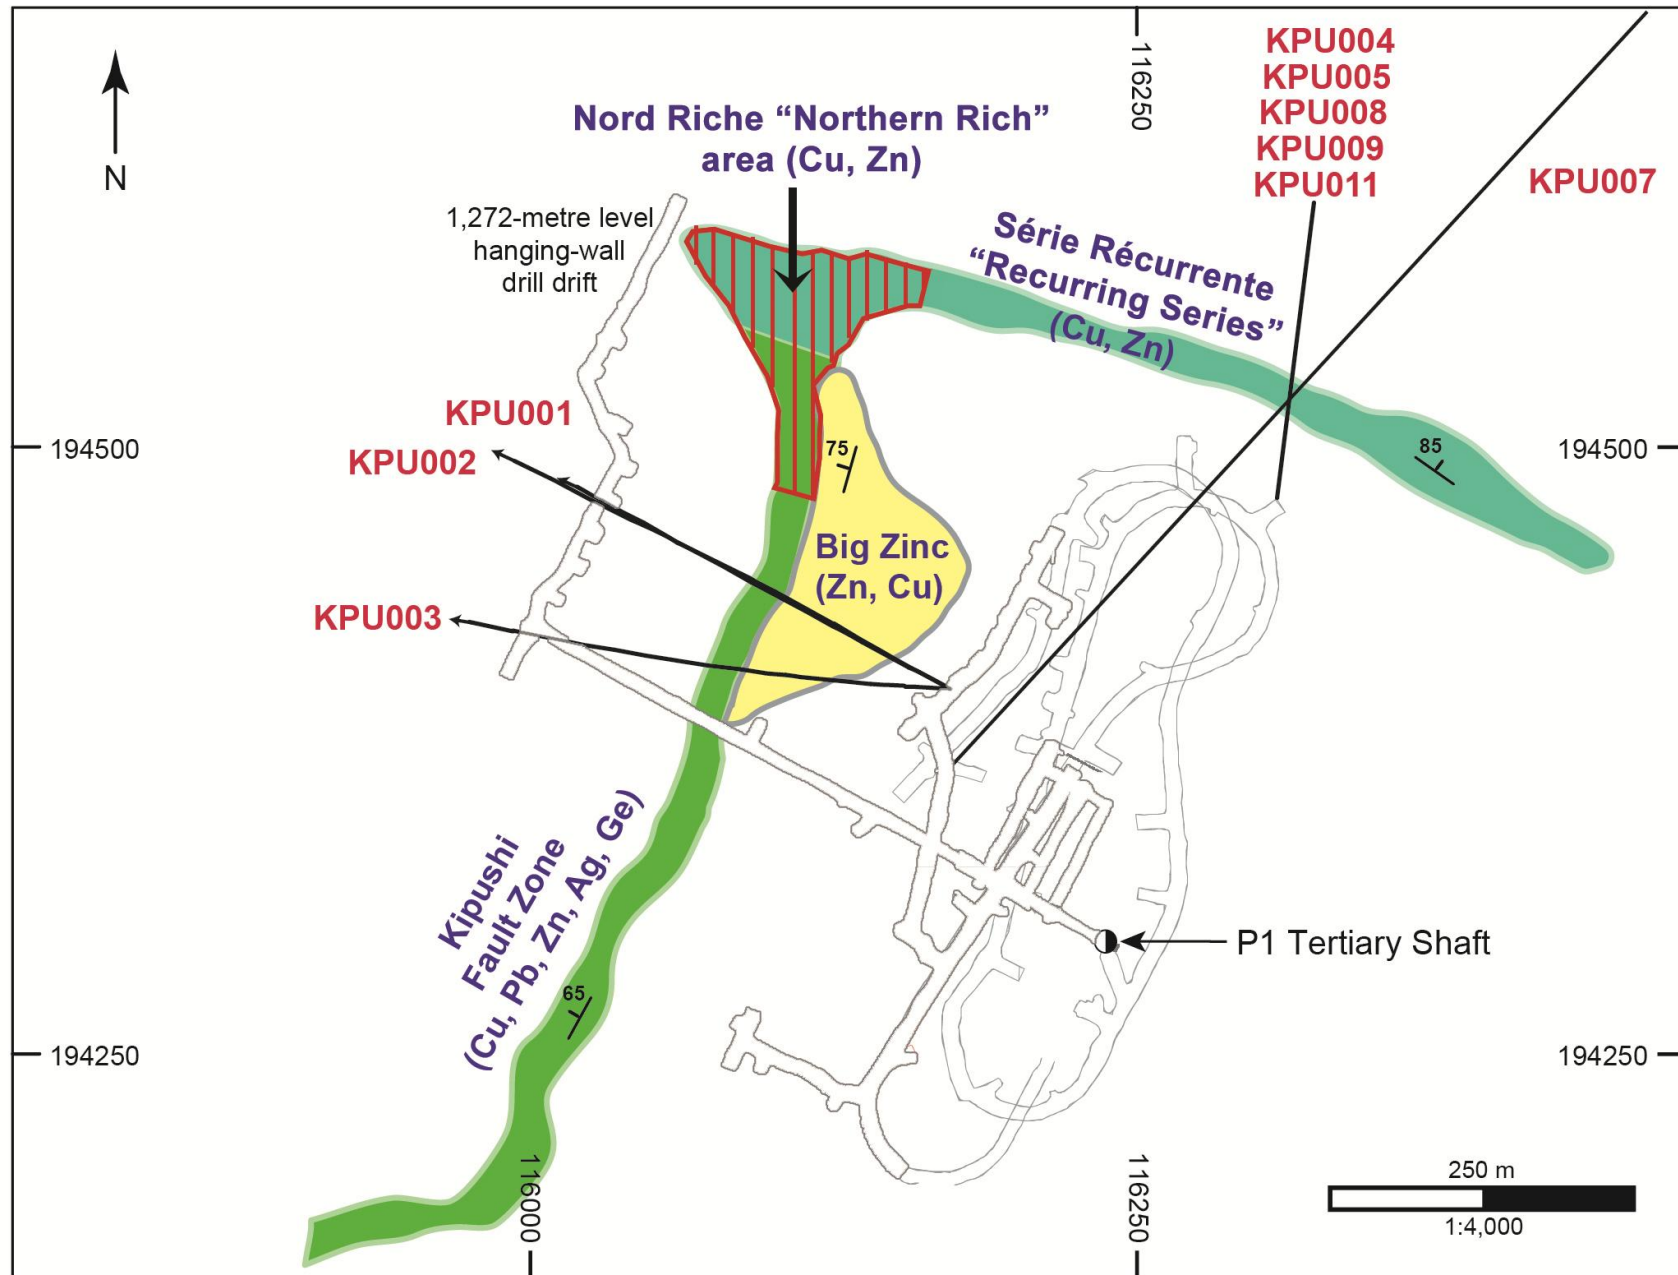 116250
KPU004
KPU005
KPU008
KPU009
KPU011
KPU007
N
Nord Riche “Northern Rich”
area (Cu, Zn)
1,272-metre level
hanging-wall
drill drift
Série Récurrente
“Recurring Series”
(Cu, Zn)
KPU001
KPU002
194500
75
85
194500
Big Zinc
(Zn, Cu)
KPU003
Kipushi
Fault Zone
(Cu, Pb, Zn, Ag, Ge)
65
P1 Tertiary Shaft
194250
194250
116000
116250
250 m
1:4,000